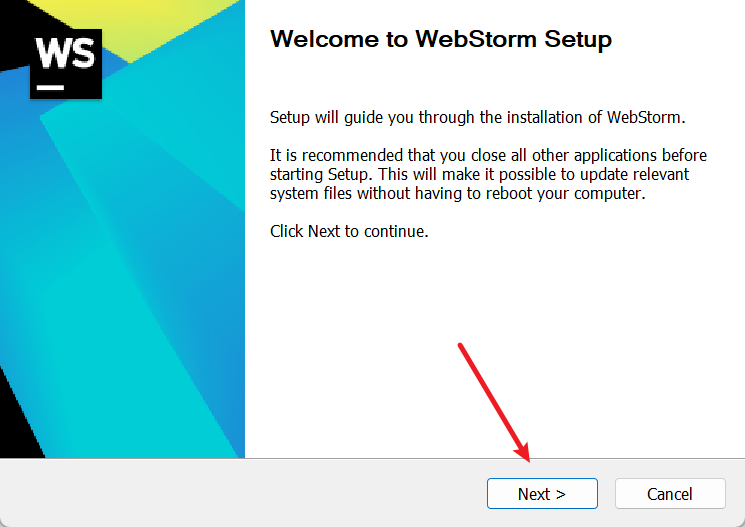 WS
Welcome to WebStorm Setup
Setup will guide you through the installation of WebStorm.
It is recommended that you close all other applications before
starting Setup. This will make it possible to update relevant
system files without having to reboot your computer.
Click Next to continue.
Next >
Cancel